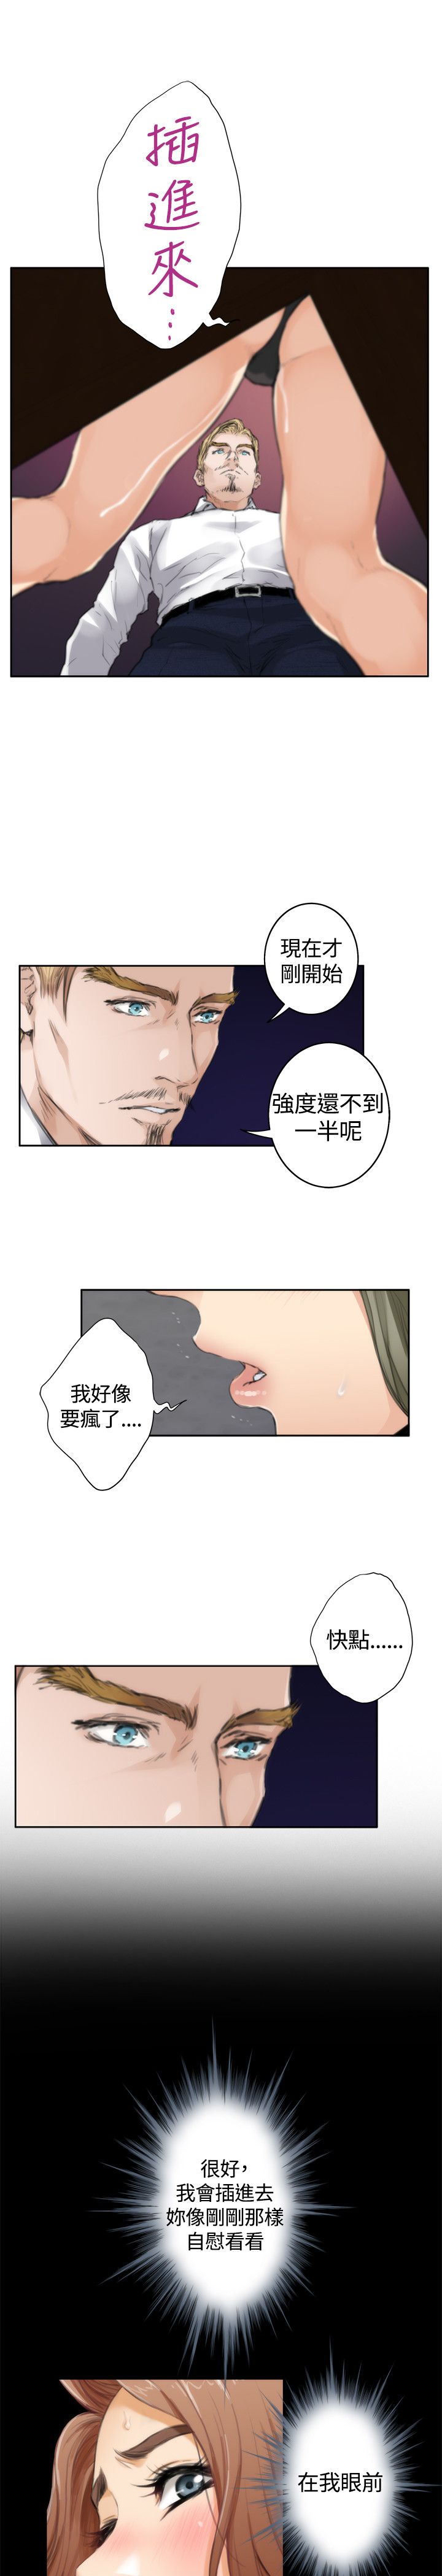 插進來...
現在才
剛開始
強度還不到
一半呢
我好像
要瘋了....
快點......
很好，
我會插進去
妳像剛剛那樣
自慰看看
在我眼前